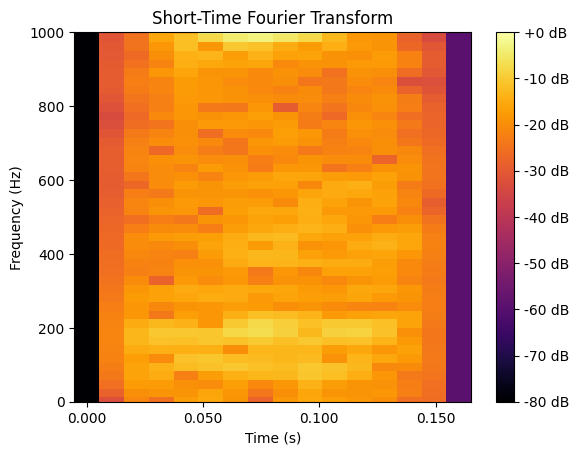 Short-Time Fourier Transform
1000
800
600
400
200
0
Frequency (Hz)
0.000
0.050
0.100
0.150
Time (s)
+0 dB
-10 dB
-20 dB
-30 dB
-40 dB
-50 dB
-60 dB
-70 dB
-80 dB